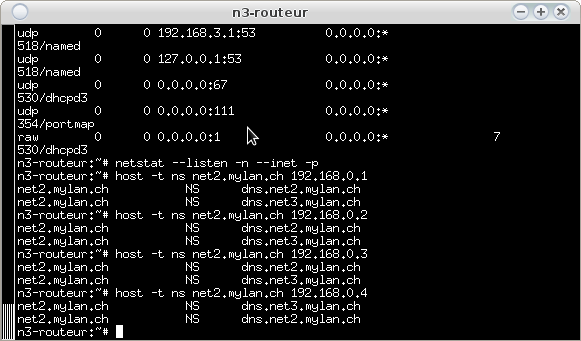 n3-routeur
udp 0 0 192.168.3.1:53 0.0.0.0:*
518/named
udp 0 0 127.0.0.1:53 0.0.0.0:*
518/named
udp 0 0 0.0.0.0:67 0.0.0.0:*
530/dhcpd3
udp 0 0 0.0.0.0:111 0.0.0.0:*
354/portmap
raw 0 0 0.0.0.0:1 0.0.0.0:* 7
530/dhcpd3
n3-routeur:~# netstat --listen -n --inet -p
n3-routeur:~# host -t ns net2.mylan.ch 192.168.0.1
net2.mylan.ch NS dns.net2.mylan.ch
net2.mylan.ch NS dns.net3.mylan.ch
n3-routeur:~# host -t ns net2.mylan.ch 192.168.0.2
net2.mylan.ch NS dns.net3.mylan.ch
net2.mylan.ch NS dns.net2.mylan.ch
n3-routeur:~# host -t ns net2.mylan.ch 192.168.0.3
net2.mylan.ch NS dns.net2.mylan.ch
net2.mylan.ch NS dns.net3.mylan.ch
n3-routeur:~# host -t ns net2.mylan.ch 192.168.0.4
net2.mylan.ch NS dns.net3.mylan.ch
net2.mylan.ch NS dns.net2.mylan.ch
n3-routeur:~#